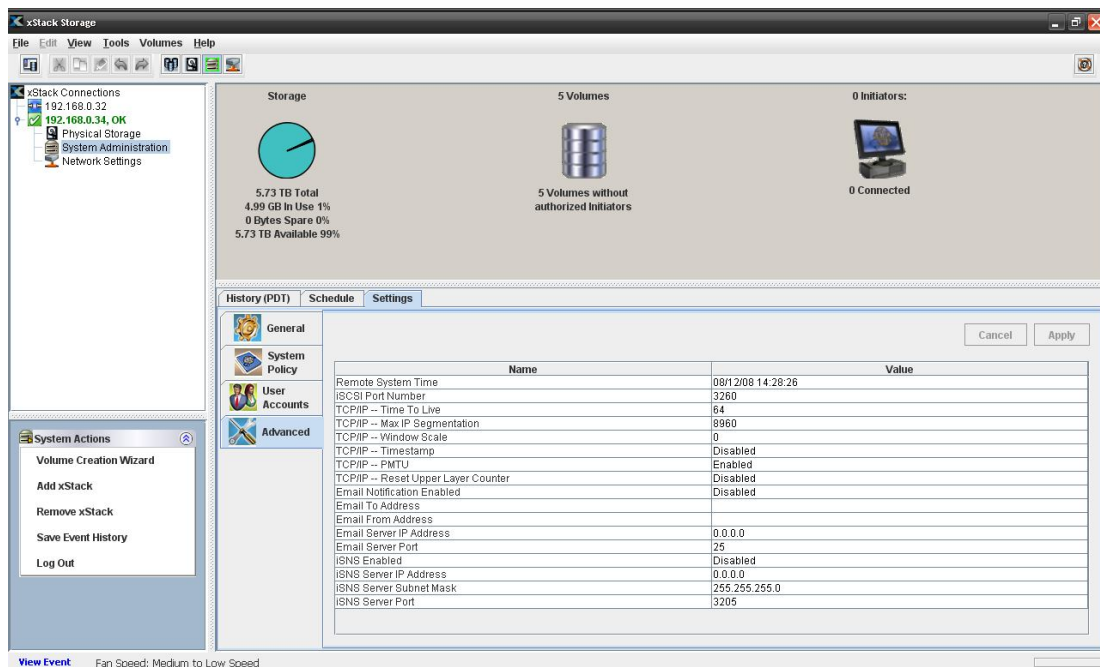 xStack Storage
File Edit View Tools Volumes Help
xStack Connections
192.168.0.32
192.168.0.34, OK
Physical Storage
System Administration
Network Settings
Storage
5.73 TB Total
4.99 GB In Use 1%
0 Bytes Spare 0%
5.73 TB Available 99%
5 Volumes
5 Volumes without
authorized Initiators
0 Initiators:
0 Connected
System Actions
Volume Creation Wizard
Add xStack
Remove xStack
Save Event History
Log Out
History (PDT) Schedule Settings
General
System
Policy
User
Accounts
Advanced
Cancel Apply
Name Value
Remote System Time 08/12/08 14:28:26
iSCSI Port Number 3260
TCP/IP -- Time To Live 64
TCP/IP -- Max IP Segmentation 8960
TCP/IP -- Window Scale 0
TCP/IP -- Timestamp Disabled
TCP/IP -- PMTU Enabled
TCP/IP -- Reset Upper Layer Counter Disabled
Email Notification Enabled Disabled
Email To Address
Email From Address
Email Server IP Address 0.0.0.0
Email Server Port 25
iSNS Enabled Disabled
iSNS Server IP Address 0.0.0.0
iSNS Server Subnet Mask 255.255.255.0
iSNS Server Port 3205
View Event Fan Speed: Medium to Low Speed